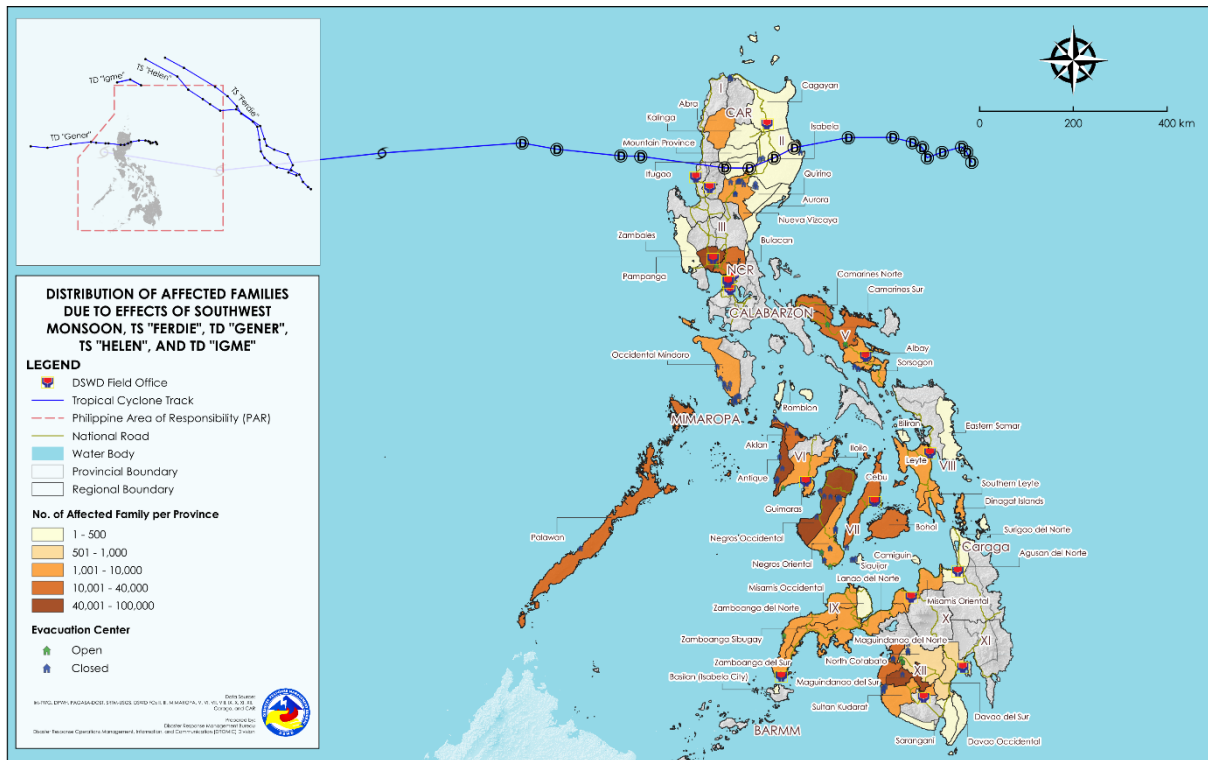 TD "Igme"
TS "Helen"
TS "Ferdie"
TD "Gener"
DISTRIBUTION OF AFFECTED FAMILIES
DUE TO EFFECTS OF SOUTHWEST
MONSOON, TS "FERDIE", TD "GENER",
TS "HELEN", AND TD "IGME"
LEGEND
DSWD Field Office
Tropical Cyclone Track
Philippine Area of Responsibility (PAR)
National Road
Water Body
Provincial Boundary
Regional Boundary
No. of Affected Family per Province
1 - 500
501 - 1,000
1,001 - 10,000
10,001 - 40,000
40,001 - 100,000
Evacuation Center
Open
Closed
Data Source:
Prepared by:
Disaster Response Management Bureau
0 200 400 km
D D D D D D D D D D D D D D D D D
I
Cagayan
Abra
CAR
Kalinga
Isabela
Mountain Province
II
Ifugao
Quirino
Aurora
Nueva Vizcaya
III
Zambales
Bulacan
Pampanga
NCR
Camarines Norte
Camarines Sur
CALABARZON
V
Albay
Sorsogon
Occidental Mindoro
Romblon
MIMAROPA
Biliran
Eastern Samar
Aklan
VI
Iloilo
Leyte
VIII
Antique
Cebu
Southern Leyte
Dinagat Islands
Guimaras
VII
Bohol
Surigao del Norte
Palawan
Negros Occidental
Caraga
Camiguin
Agusan del Norte
Negros Oriental
Siquijor
Lanao del Norte
Misamis Occidental
Misamis Oriental
Zamboanga del Norte
IX
X
XI
Zamboanga Sibugay
Maguindanao del Norte
Zamboanga del Sur
North Cotabato
XII
Basilan (Isabela City)
Maguindanao del Sur
Sultan Kudarat
Davao del Sur
BARMM
Sarangani
Davao Occidental